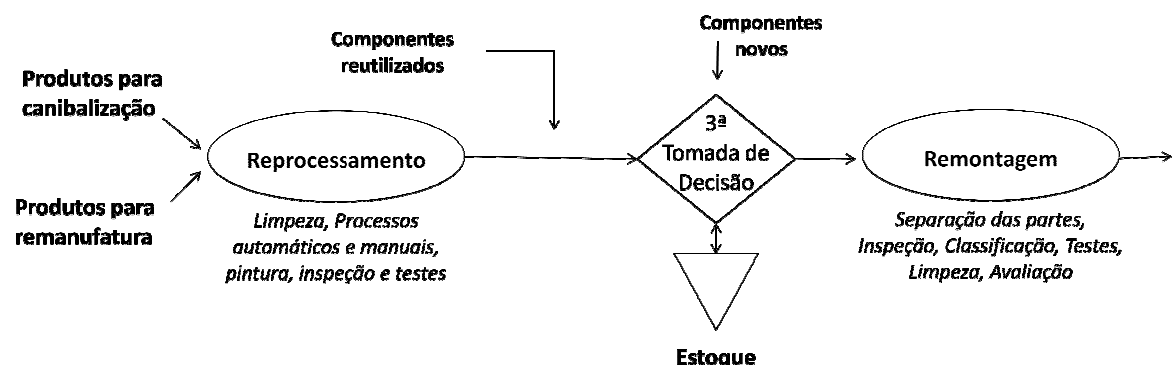 Componentes
reutilizados
Componentes
novos
Produtos para
canibalização
Reprocessamento
3ª
Tomada de
Decisão
Remontagem
Produtos para
remanufatura
Limpeza, Processos
automáticos e manuais,
pintura, inspeção e testes
Separação das partes,
Inspeção, Classificação, Testes,
Limpeza, Avaliação
Estoque